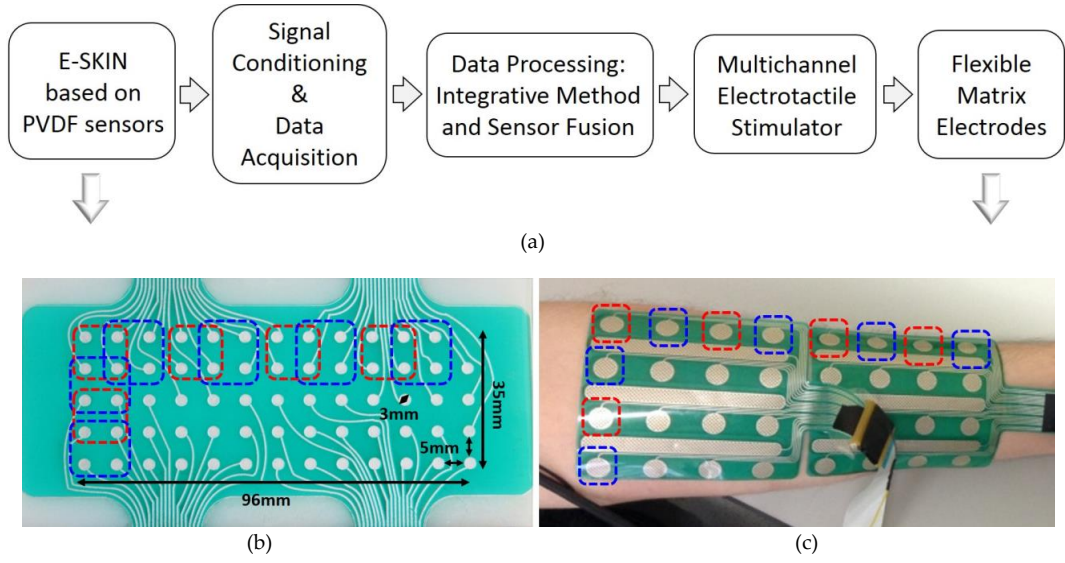 E-SKIN
based on
PVDF sensors
Signal
Conditioning
&
Data
Acquisition
Data Processing:
Integrative Method
and Sensor Fusion
Multichannel
Electrotactile
Stimulator
Flexible
Matrix
Electrodes
(a)
3mm
35mm
5mm
96mm
(b)
(c)